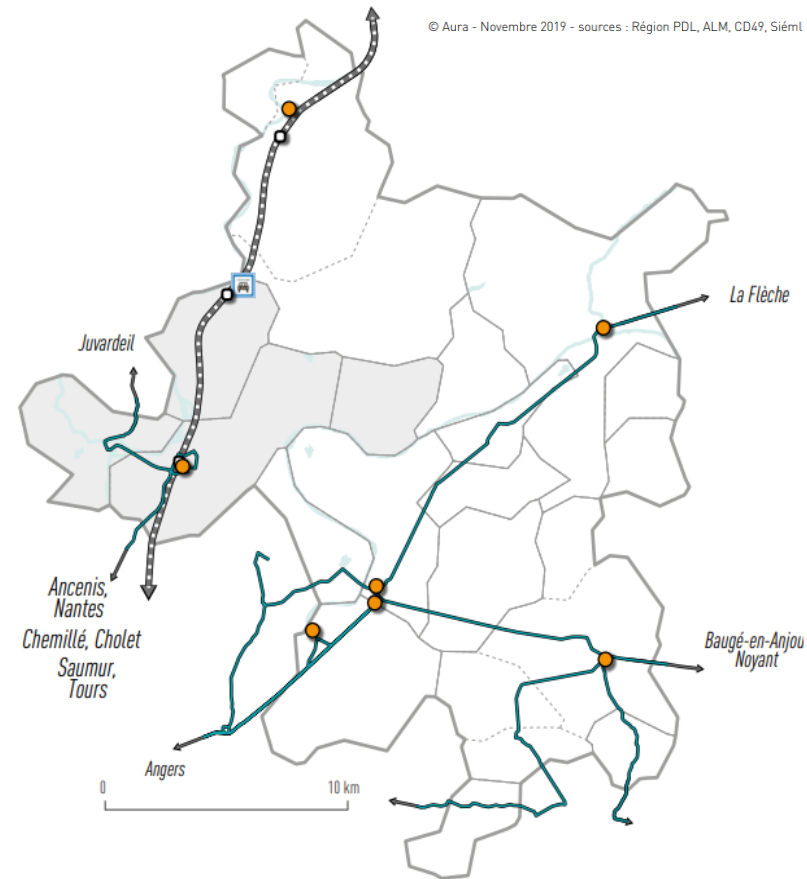 © Aura - Novembre 2019 - sources : Région PDL, ALM, CD49, Siéml
La Flèche
Juvardeil
Ancenis,
Nantes
Chemillé, Cholet
Saumur,
Tours
Baugé-en-Anjou
Noyant
Angers
0
10 km